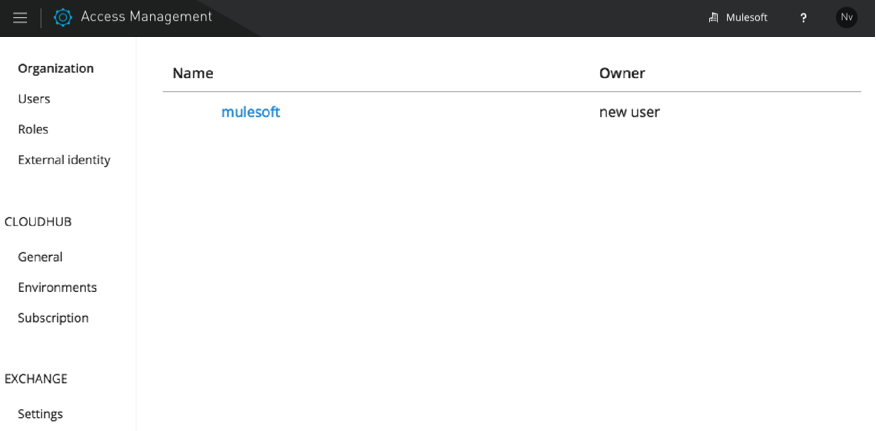 Access Management
Mulesoft
?
Nv
Organization
Users
Roles
External identity
CLOUDHUB
General
Environments
Subscription
EXCHANGE
Settings
Name Owner
mulesoft new user